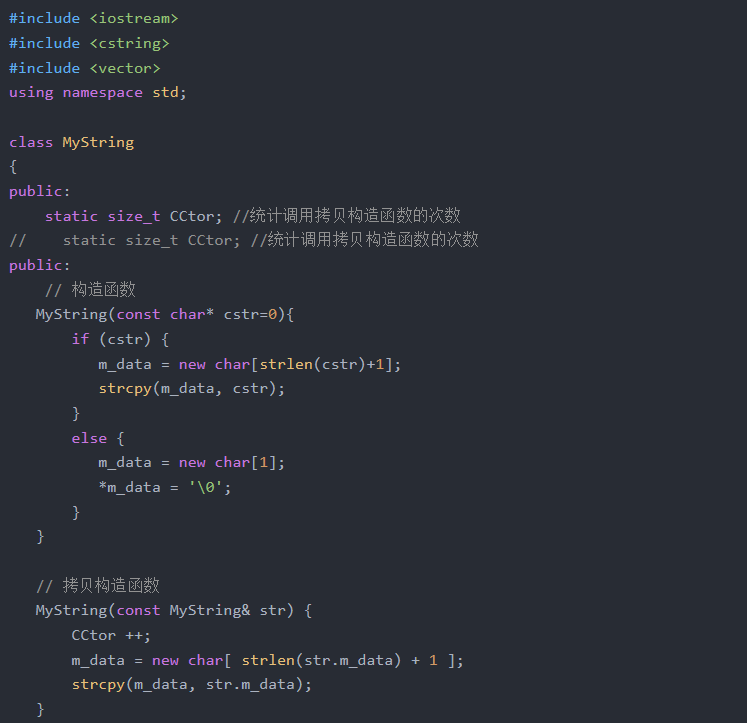 #include <iostream>
#include <cstring>
#include <vector>
using namespace std;

class MyString
{
public:
    static size_t CCtor; //统计调用拷贝构造函数的次数
//    static size_t CCtor; //统计调用拷贝构造函数的次数
public:
    // 构造函数
   MyString(const char* cstr=0){
       if (cstr) {
          m_data = new char[strlen(cstr)+1];
          strcpy(m_data, cstr);
       }
       else {
          m_data = new char[1];
          *m_data = '\0';
       }
   }

   // 拷贝构造函数
   MyString(const MyString& str) {
       CCtor ++;
       m_data = new char[ strlen(str.m_data) + 1 ];
       strcpy(m_data, str.m_data);
   }